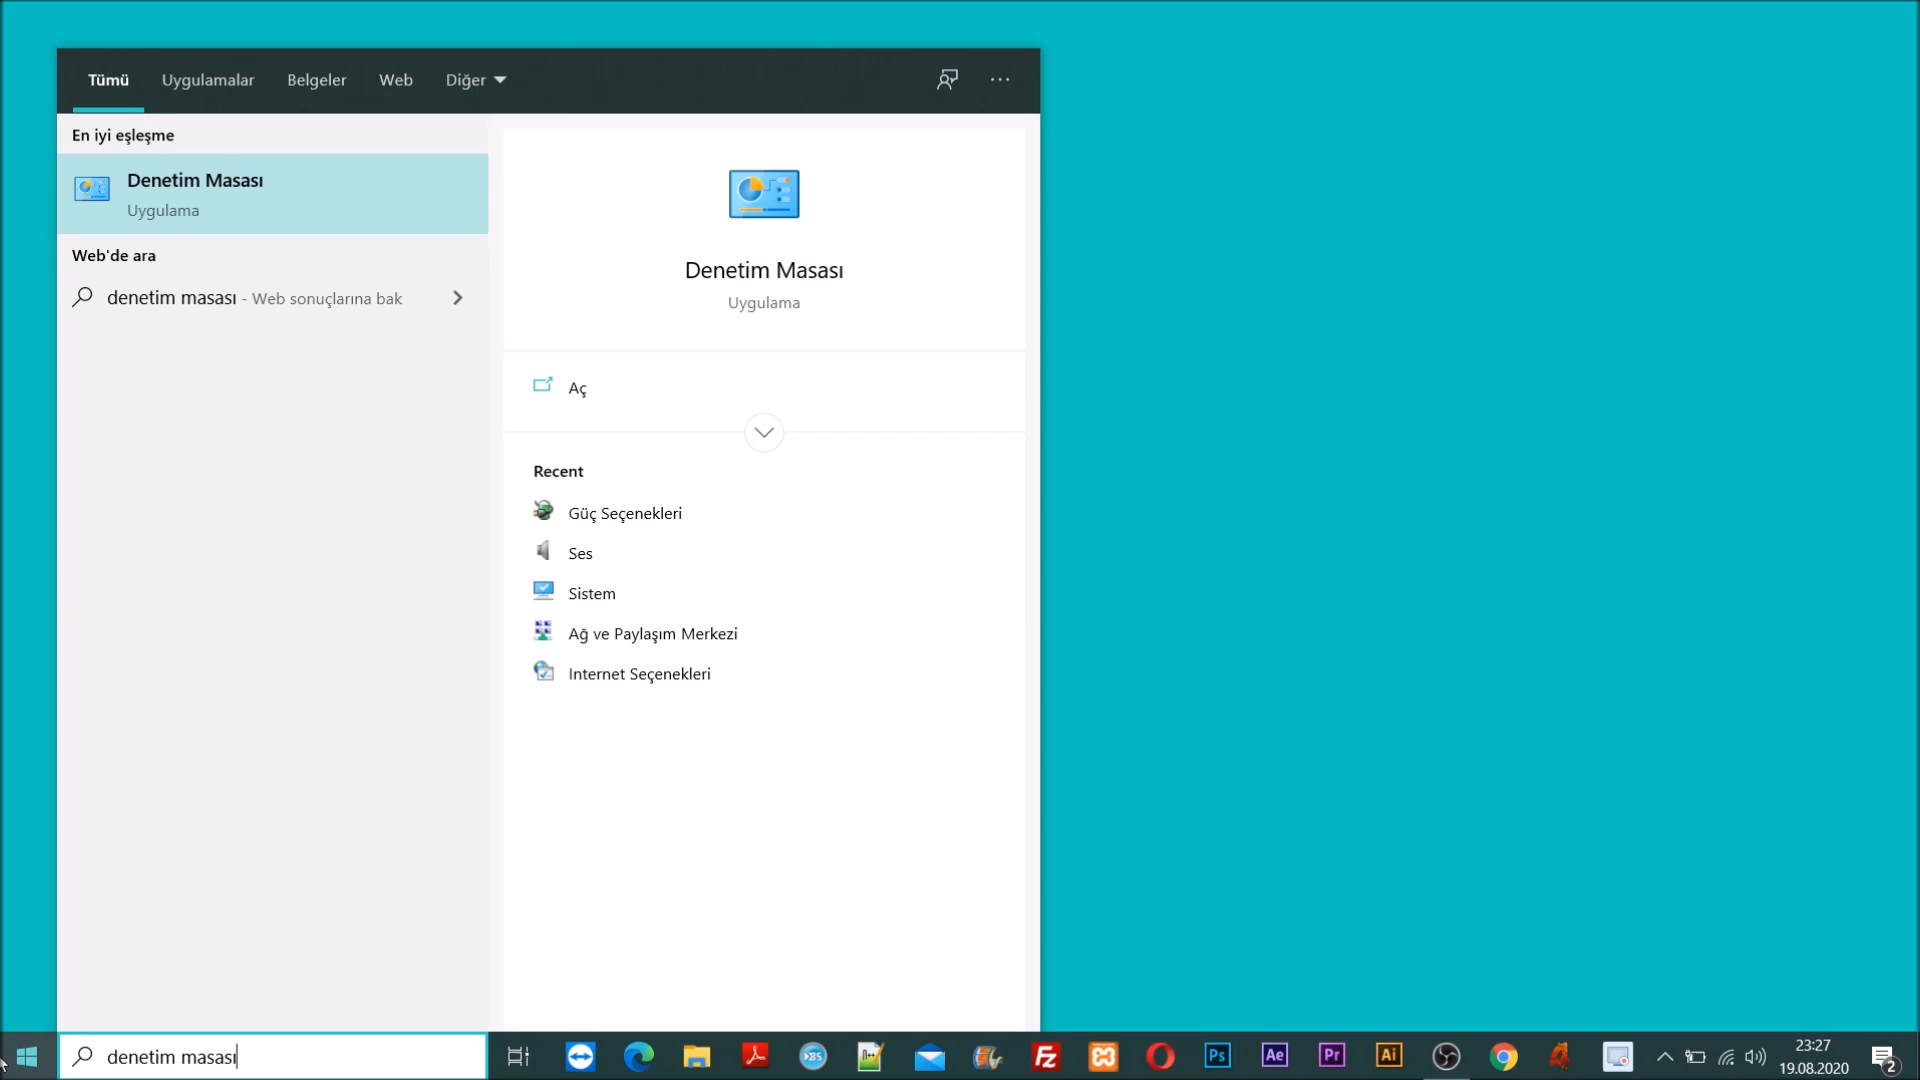 Tümü Uygulamalar Belgeler Web Diğer
En iyi eşleşme
Denetim Masası
Uygulama
Web'de ara
denetim masası - Web sonuçlarına bak
Denetim Masası
Uygulama
Aç
Recent
Güç Seçenekleri
Ses
Sistem
Ağ ve Paylaşım Merkezi
Internet Seçenekleri
denetim masası
BS
n++
Fz
Ps
Ae
Pr
Ai
23:27
19.08.2020
2